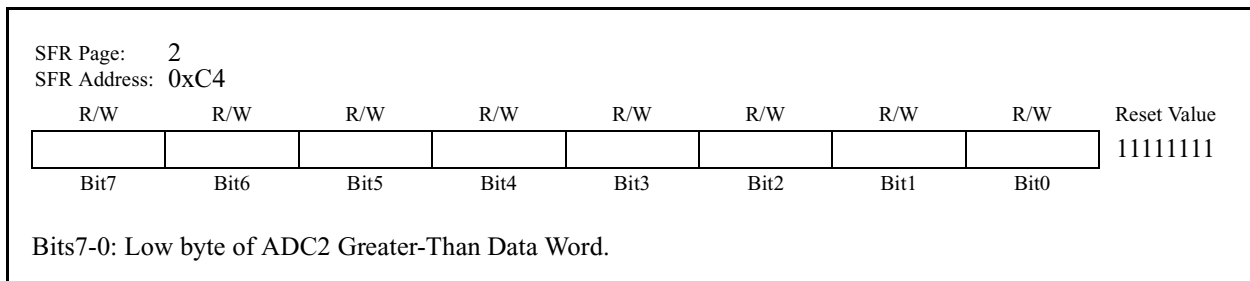 SFR Page: 2
SFR Address: 0xC4
R/W R/W R/W R/W R/W R/W R/W R/W Reset Value
11111111
Bit7 Bit6 Bit5 Bit4 Bit3 Bit2 Bit1 Bit0
Bits7-0: Low byte of ADC2 Greater-Than Data Word.